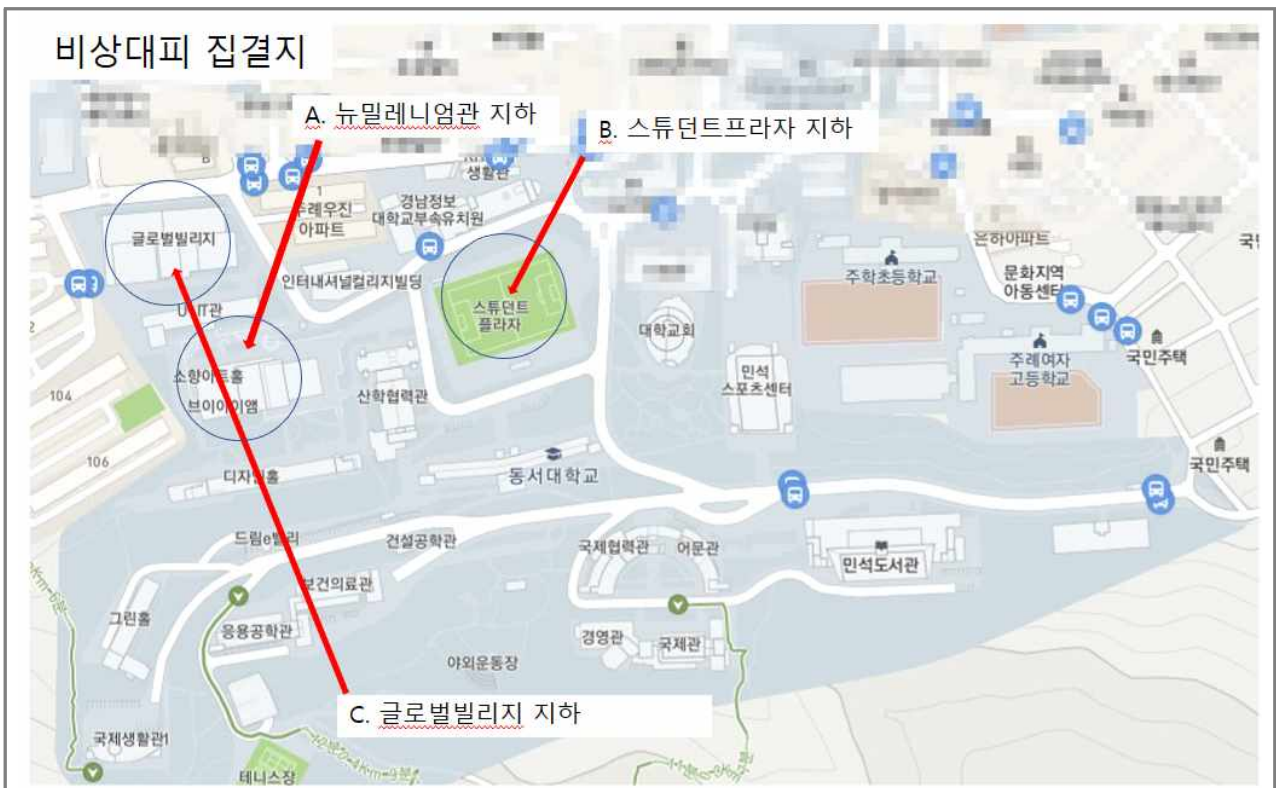 비상대피 집결지
A. 뉴밀레니엄관 지하
B. 스튜던트프라자 지하
생활관
1
주례우진
아파트
경남정보
대학교부속유치원
글로벌빌리지
인터내셔널컬리지빌딩
스튜던트
플라자
대학교회
주학초등학교
은하아파트
문화지역
아동센터
국민주택
주례여자
고등학교
민석
스포츠센터
소향아트홀
브이아이앰
산학협력관
104
106
국민주택
디자인홀
동서대학교
드림e빌리
건설공학관
국제협력관
어문관
민석도서관
보건의료관
그린홀
응용공학관
경영관
국제관
야외운동장
C. 글로벌빌리지 지하
국제생활관1
테니스장